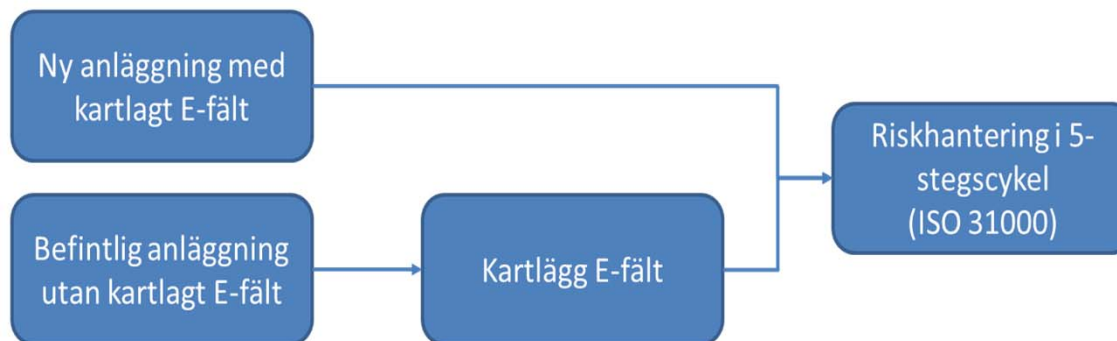 Ny anläggning med
kartlagt E-fält
Befintlig anläggning
utan kartlagt E-fält
Kartlägg E-fält
Riskhantering i 5-
stegscykel
(ISO 31000)